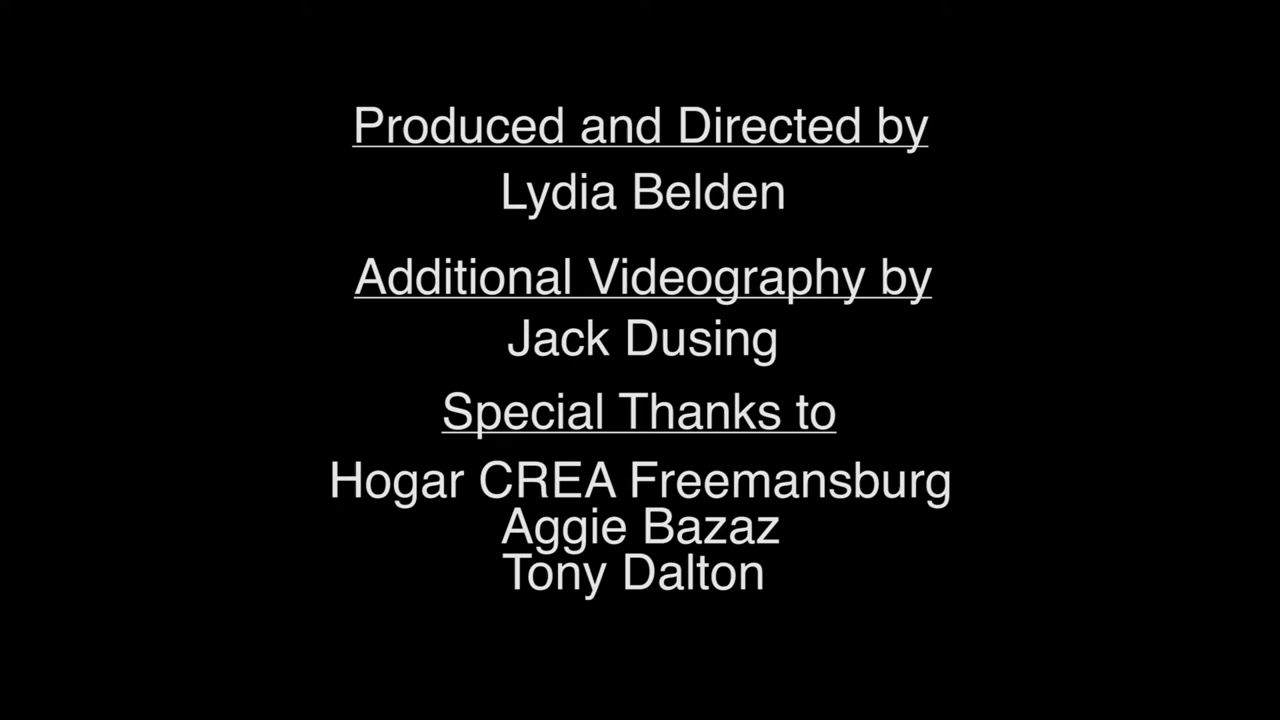 Produced and Directed by
Lydia Belden
Additional Videography by
Jack Dusing
Special Thanks to
Hogar CREA Freemansburg
Aggie Bazaz
Tony Dalton